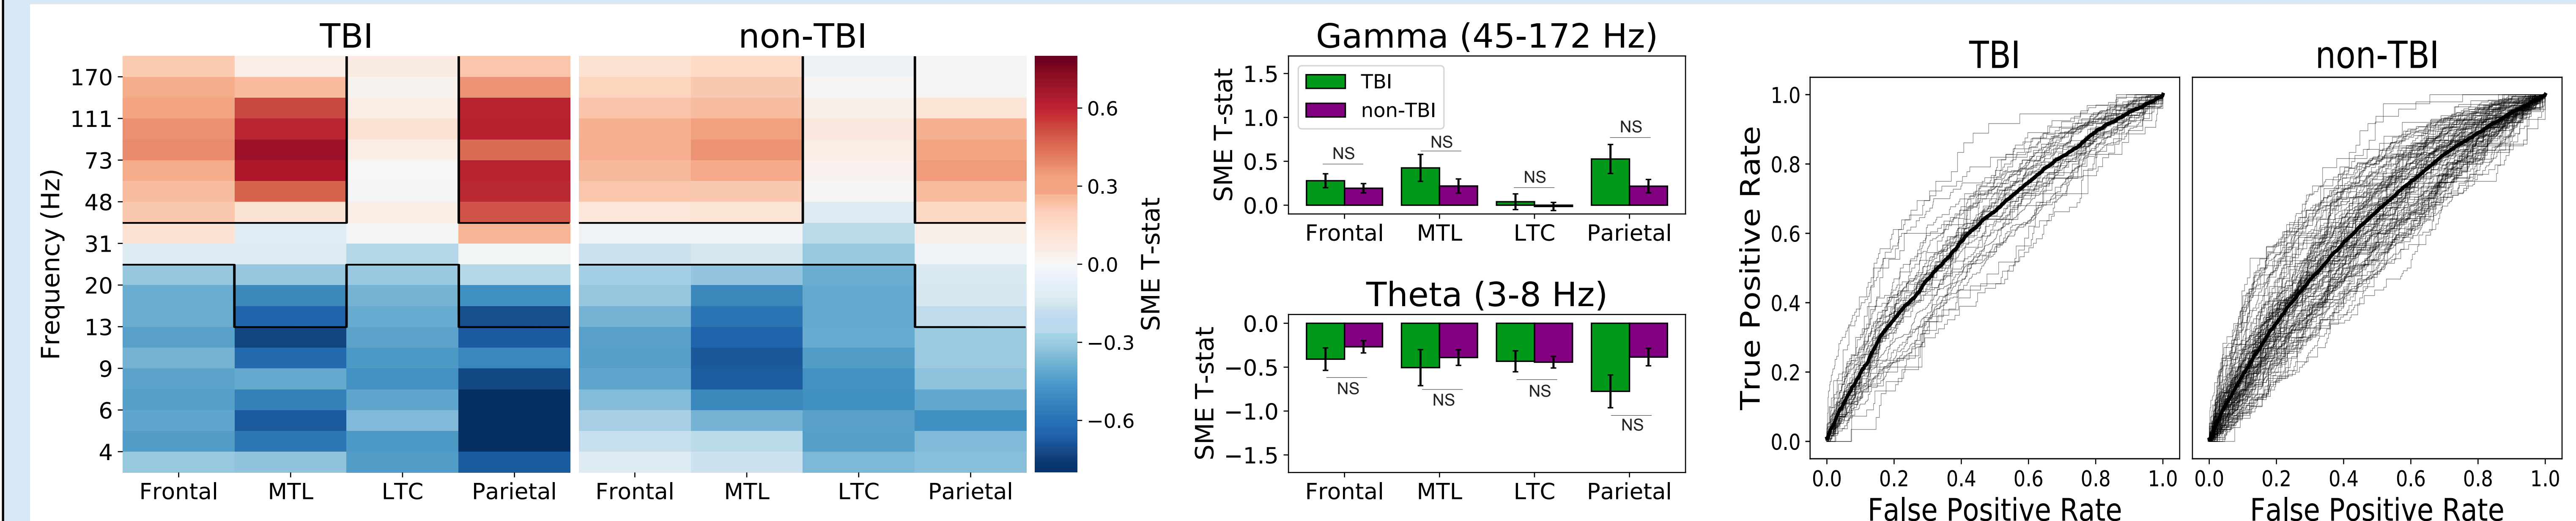 TBI
non-TBI
170
111
73
48
31
20
13
9
6
4
Frequency (Hz)
Frontal
MTL
LTC
Parietal
Frontal
MTL
LTC
Parietal
0.6
0.3
0.0
−0.3
−0.6
SME T-stat
Gamma (45-172 Hz)
1.5
1.0
0.5
0.0
SME T-stat
TBI
non-TBI
NS
NS
NS
NS
Frontal
MTL
LTC
Parietal
Theta (3-8 Hz)
0.0
−0.5
−1.0
−1.5
SME T-stat
NS
NS
NS
NS
Frontal
MTL
LTC
Parietal
TBI
non-TBI
1.0
0.8
0.6
0.4
0.2
0.0
True Positive Rate
0.0
0.2
0.4
0.6
0.8
1.0
False Positive Rate
0.0
0.2
0.4
0.6
0.8
1.0
False Positive Rate